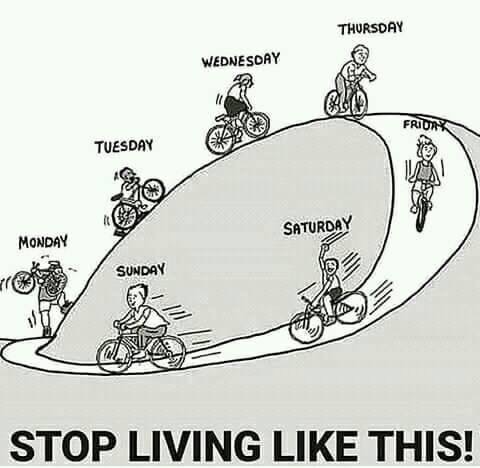 THURSDAY
WEDNESDAY
FRIDAY
TUESDAY
SATURDAY
MONDAY
SUNDAY
STOP LIVING LIKE THIS!